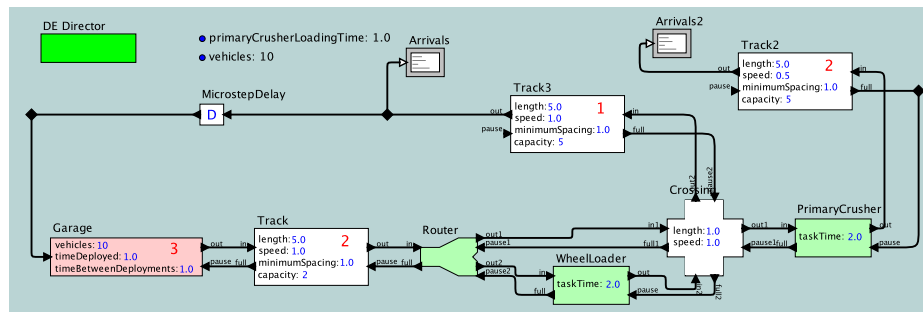 DE Director
primaryCrusherLoadingTime: 1.0
vehicles: 10
Arrivals
Arrivals2
Track2
length:5.0
speed: 0.5
minimumSpacing:1.0
capacity: 5
2
out
pause
in
full
MicrostepDelay
D
Track3
length:5.0
speed: 1.0
minimumSpacing:1.0
capacity: 5
1
out
pause
in
full
out2
pause2
Crossing
length:1.0
speed: 1.0
in1
full1
out1
pause1
in2
full2
PrimaryCrusher
taskTime: 2.0
in
full
out
pause
Garage
vehicles: 10
timeDeployed: 1.0
timeBetweenDeployments: 1.0
3
out
pause
Track
length:5.0
speed: 1.0
minimumSpacing:1.0
capacity: 2
2
in
full
out
pause
Router
in
full
out1
pause1
out2
pause2
WheelLoader
taskTime: 2.0
in
full
out
pause